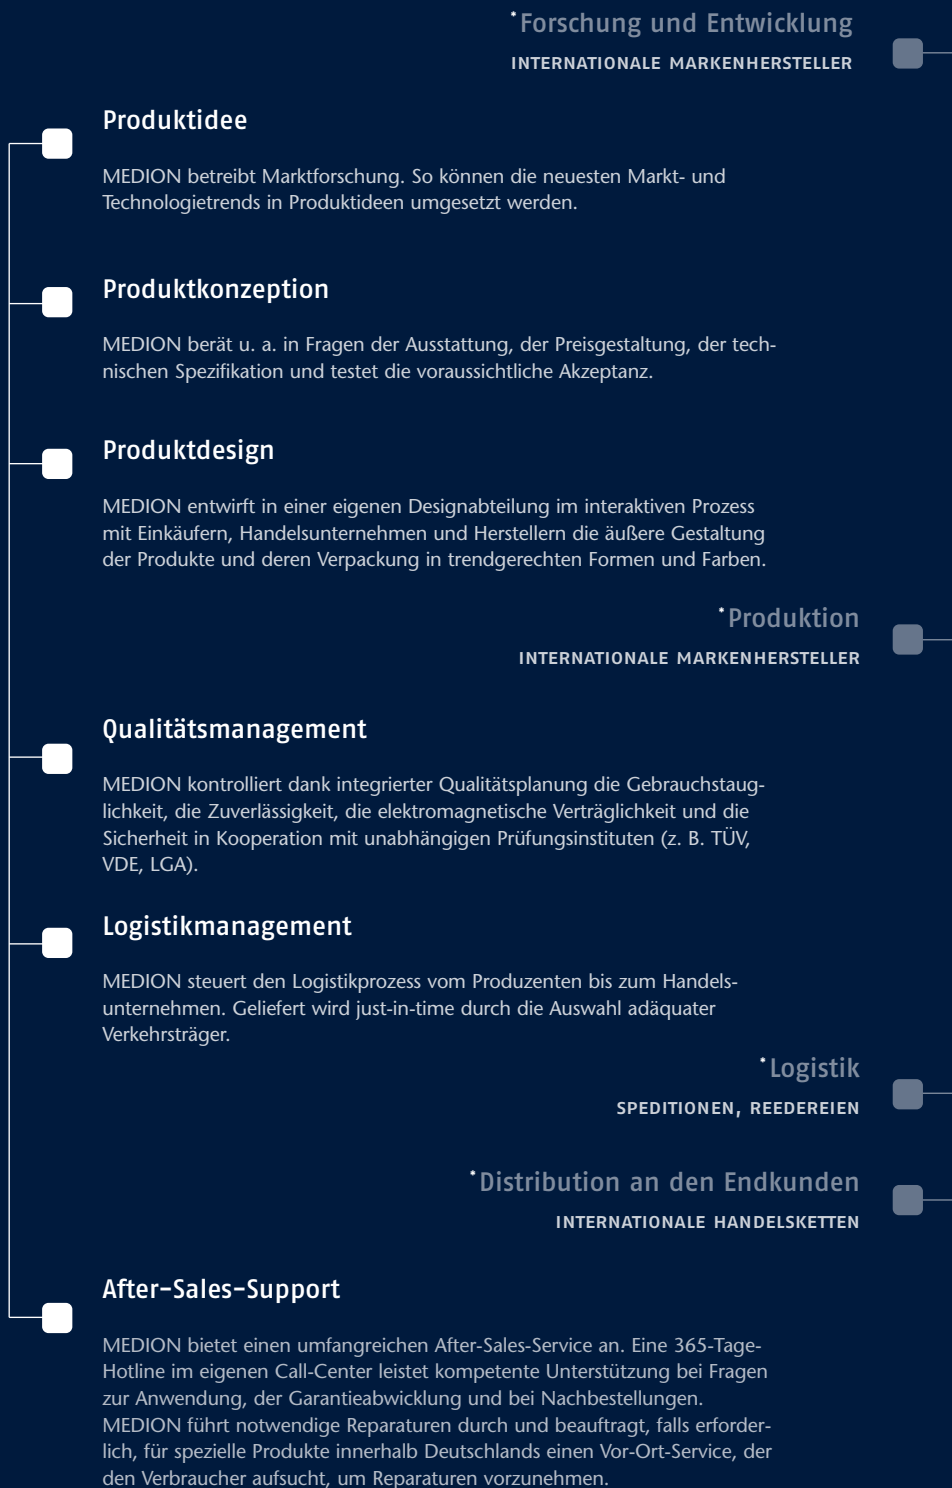 *Forschung und Entwicklung
INTERNATIONALE MARKENHERSTELLER
Produktidee
MEDION betreibt Marktforschung. So können die neuesten Markt- und
Technologietrends in Produktideen umgesetzt werden.
Produktkonzeption
MEDION berät u. a. in Fragen der Ausstattung, der Preisgestaltung, der tech-
nischen Spezifikation und testet die voraussichtliche Akzeptanz.
Produktdesign
MEDION entwirft in einer eigenen Designabteilung im interaktiven Prozess
mit Einkäufern, Handelsunternehmen und Herstellern die äußere Gestaltung
der Produkte und deren Verpackung in trendgerechten Formen und Farben.
*Produktion
INTERNATIONALE MARKENHERSTELLER
Qualitätsmanagement
MEDION kontrolliert dank integrierter Qualitätsplanung die Gebrauchstaug-
lichkeit, die Zuverlässigkeit, die elektromagnetische Verträglichkeit und die
Sicherheit in Kooperation mit unabhängigen Prüfungsinstituten (z. B. TÜV,
VDE, LGA).
Logistikmanagement
MEDION steuert den Logistikprozess vom Produzenten bis zum Handels-
unternehmen. Geliefert wird just-in-time durch die Auswahl adäquater
Verkehrsträger.
*Logistik
SPEDITIONEN, REEDEREIEN
*Distribution an den Endkunden
INTERNATIONALE HANDELSKETTEN
After-Sales-Support
MEDION bietet einen umfangreichen After-Sales-Service an. Eine 365-Tage-
Hotline im eigenen Call-Center leistet kompetente Unterstützung bei Fragen
zur Anwendung, der Garantieabwicklung und bei Nachbestellungen.
MEDION führt notwendige Reparaturen durch und beauftragt, falls erforder-
lich, für spezielle Produkte innerhalb Deutschlands einen Vor-Ort-Service, der
den Verbraucher aufsucht, um Reparaturen vorzunehmen.